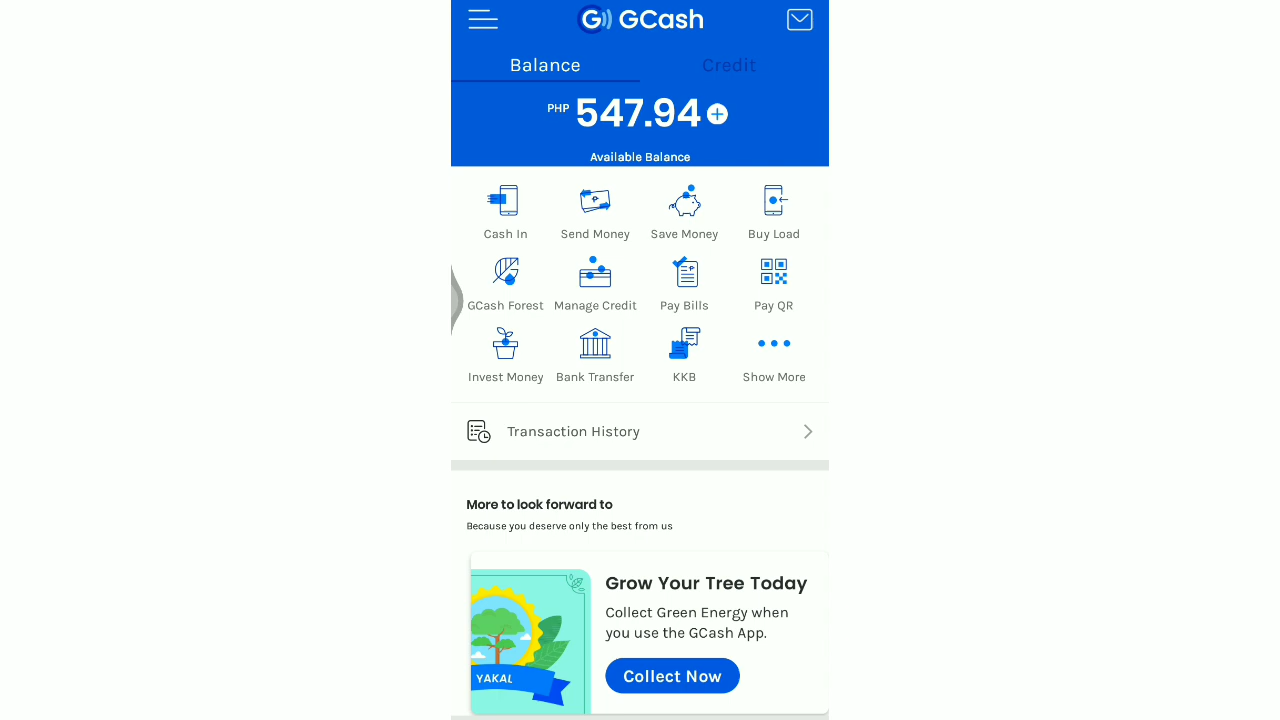 GCash
Balance Credit
PHP 547.94
Available Balance
Cash In Send Money Save Money Buy Load
GCash Forest Manage Credit Pay Bills Pay QR
Invest Money Bank Transfer KKB Show More
Transaction History
More to look forward to
Because you deserve only the best from us
Grow Your Tree Today
Collect Green Energy when
you use the GCash App.
YAKAL
Collect Now